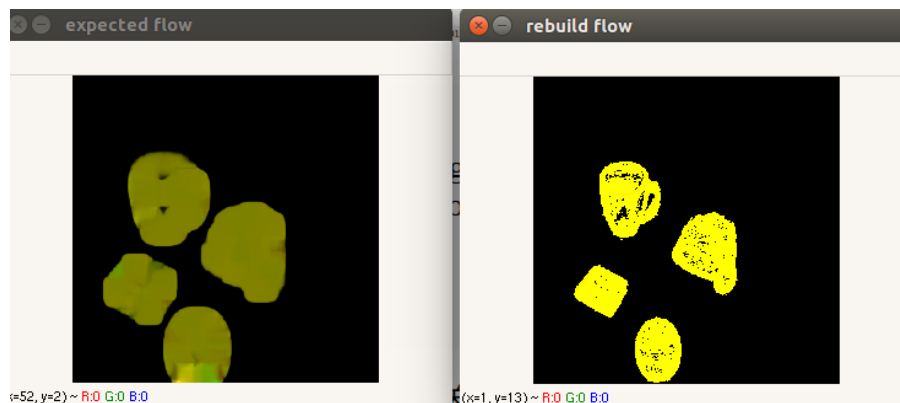 expected flow
rebuild flow
x=52, y=2) ~ R:0 G:0 B:0
(x=1, y=13) ~ R:0 G:0 B:0